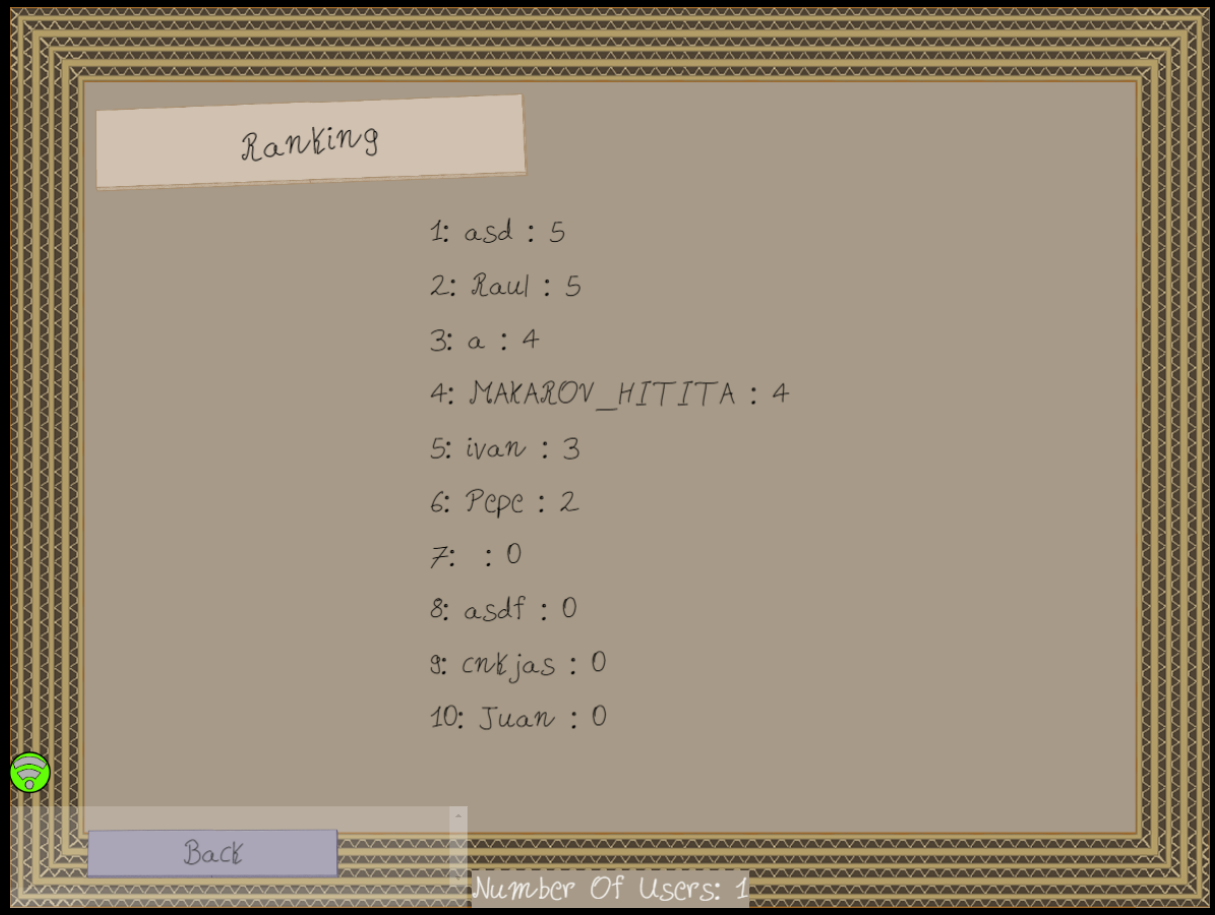 Ranking
1: asd : 5
2: Raul : 5
3: a : 4
4: MAKAROV_HITITA : 4
5: ivan : 3
6: Pepe : 2
7:  : 0
8: asdf : 0
9: cnkjas : 0
10: Juan : 0
Back
Number Of Users: 1